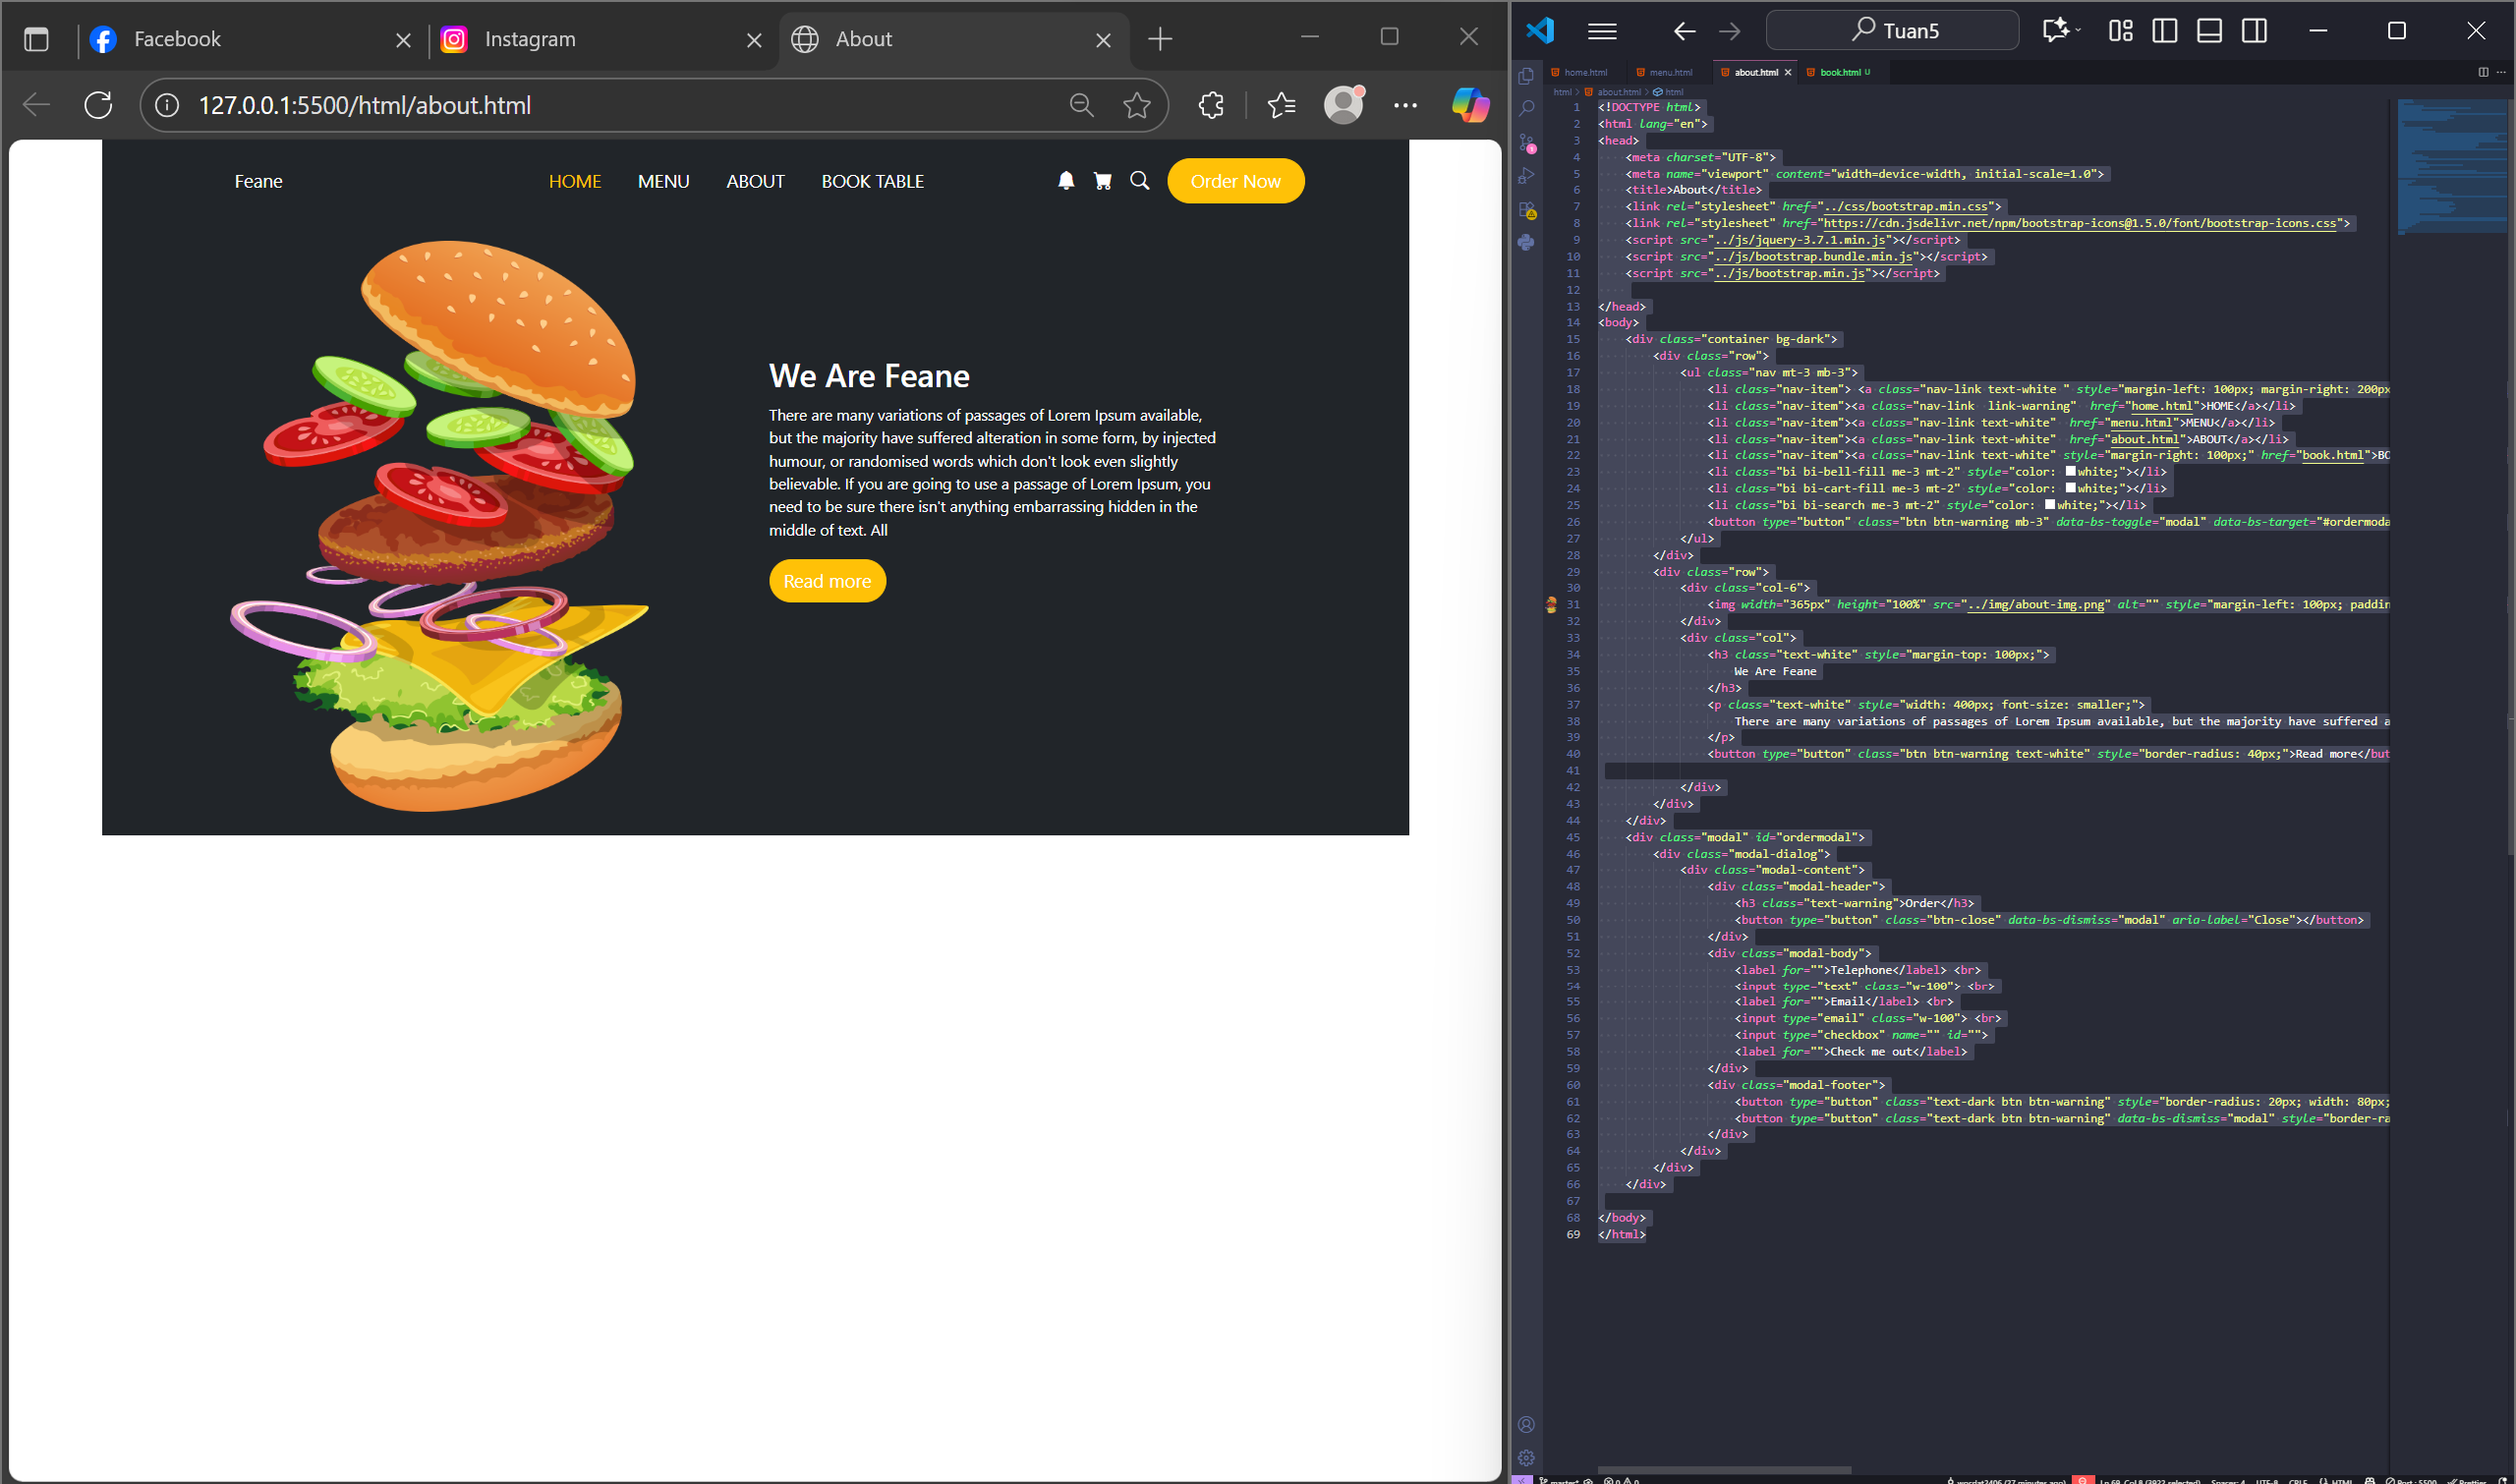 Facebook
Instagram
About
127.0.0.1:5500/html/about.html
Feane
HOME
MENU
ABOUT
BOOK TABLE
Order Now
We Are Feane
There are many variations of passages of Lorem Ipsum available,
but the majority have suffered alteration in some form, by injected
humour, or randomised words which don't look even slightly
believable. If you are going to use a passage of Lorem Ipsum, you
need to be sure there isn't anything embarrassing hidden in the
middle of text. All
Read more
Tuan5
home.html
menu.html
about.html
book.html U
html > about.html > html
1 <!DOCTYPE html>
2 <html lang="en">
3 <head>
4 <meta charset="UTF-8">
5 <meta name="viewport" content="width=device-width, initial-scale=1.0">
6 <title>About</title>
7 <link rel="stylesheet" href="../css/bootstrap.min.css">
8 <link rel="stylesheet" href="https://cdn.jsdelivr.net/npm/bootstrap-icons@1.5.0/font/bootstrap-icons.css">
9 <script src="../js/jquery-3.7.1.min.js"></script>
10 <script src="../js/bootstrap.bundle.min.js"></script>
11 <script src="../js/bootstrap.min.js"></script>
12
13 </head>
14 <body>
15 <div class="container bg-dark">
16 <div class="row">
17 <ul class="nav mt-3 mb-3">
18 <li class="nav-item"> <a class="nav-link text-white " style="margin-left: 100px; margin-right: 200px
19 <li class="nav-item"><a class="nav-link  link-warning"  href="home.html">HOME</a></li>
20 <li class="nav-item"><a class="nav-link text-white"  href="menu.html">MENU</a></li>
21 <li class="nav-item"><a class="nav-link text-white"  href="about.html">ABOUT</a></li>
22 <li class="nav-item"><a class="nav-link text-white" style="margin-right: 100px;" href="book.html">BO
23 <li class="bi bi-bell-fill me-3 mt-2" style="color: white;"></li>
24 <li class="bi bi-cart-fill me-3 mt-2" style="color: white;"></li>
25 <li class="bi bi-search me-3 mt-2" style="color: white;"></li>
26 <button type="button" class="btn btn-warning mb-3" data-bs-toggle="modal" data-bs-target="#ordermoda
27 </ul>
28 </div>
29 <div class="row">
30 <div class="col-6">
31 <img width="365px" height="100%" src="../img/about-img.png" alt="" style="margin-left: 100px; paddin
32 </div>
33 <div class="col">
34 <h3 class="text-white" style="margin-top: 100px;">
35 We Are Feane
36 </h3>
37 <p class="text-white" style="width: 400px; font-size: smaller;">
38 There are many variations of passages of Lorem Ipsum available, but the majority have suffered a
39 </p>
40 <button type="button" class="btn btn-warning text-white" style="border-radius: 40px;">Read more</but
41
42 </div>
43 </div>
44 </div>
45 <div class="modal" id="ordermodal">
46 <div class="modal-dialog">
47 <div class="modal-content">
48 <div class="modal-header">
49 <h3 class="text-warning">Order</h3>
50 <button type="button" class="btn-close" data-bs-dismiss="modal" aria-label="Close"></button>
51 </div>
52 <div class="modal-body">
53 <label for="">Telephone</label> <br>
54 <input type="text" class="w-100"> <br>
55 <label for="">Email</label> <br>
56 <input type="email" class="w-100"> <br>
57 <input type="checkbox" name="" id="">
58 <label for="">Check me out</label>
59 </div>
60 <div class="modal-footer">
61 <button type="button" class="text-dark btn btn-warning" style="border-radius: 20px; width: 80px;
62 <button type="button" class="text-dark btn btn-warning" data-bs-dismiss="modal" style="border-ra
63 </div>
64 </div>
65 </div>
66 </div>
67
68 </body>
69 </html>